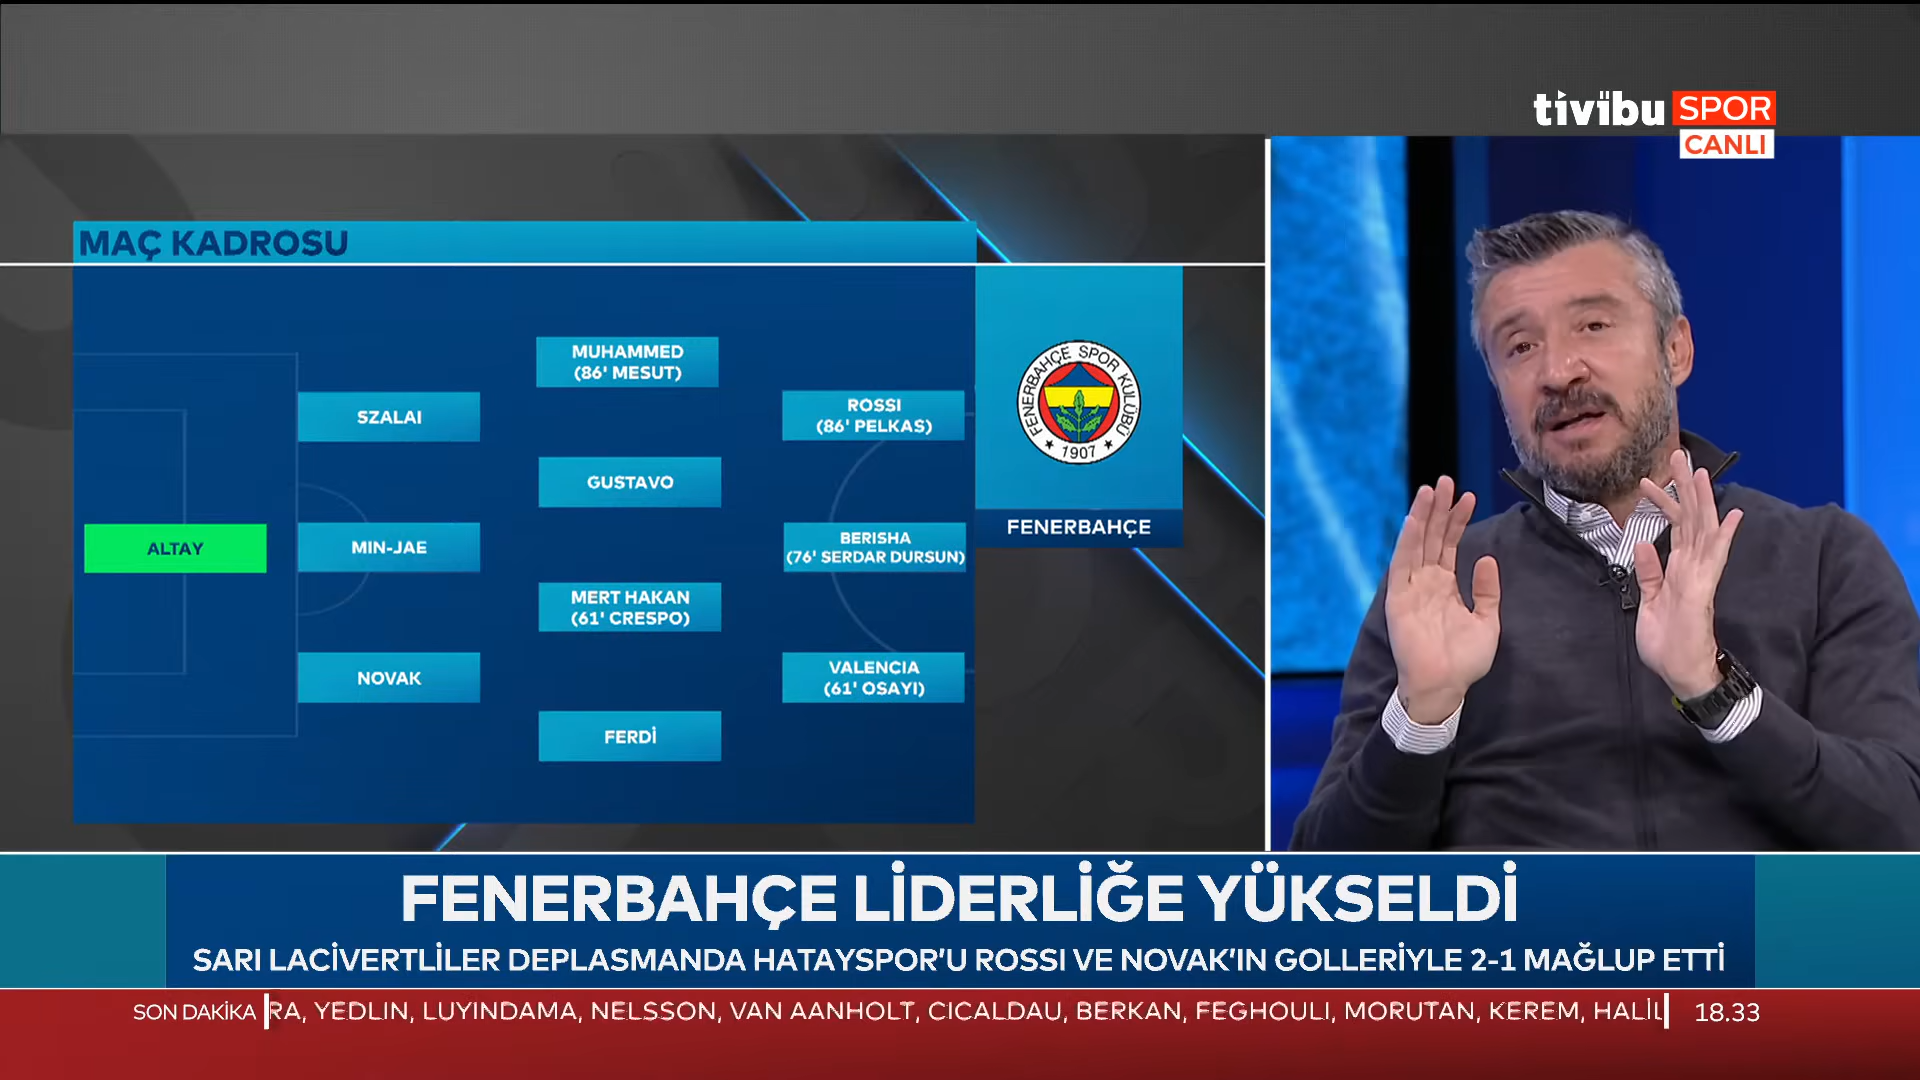 tivibu SPOR
CANLI
MAÇ KADROSU
MUHAMMED
(86' MESUT)
SZALAI
ROSSI
(86' PELKAS)
GUSTAVO
FENERBAHÇE SPOR KULÜBÜ
★ 1907 ★
FENERBAHÇE
ALTAY
MIN-JAE
BERISHA
(76' SERDAR DURSUN)
MERT HAKAN
(61' CRESPO)
NOVAK
VALENCIA
(61' OSAYI)
FERDİ
FENERBAHÇE LİDERLİĞE YÜKSELDİ
SARI LACİVERTLİLER DEPLASMANDA HATAYSPOR'U ROSSI VE NOVAK'IN GOLLERİYLE 2-1 MAĞLUP ETTİ
SON DAKİKA RA, YEDLIN, LUYINDAMA, NELSSON, VAN AANHOLT, CICALDAU, BERKAN, FEGHOULI, MORUTAN, KEREM, HALİL 18.33